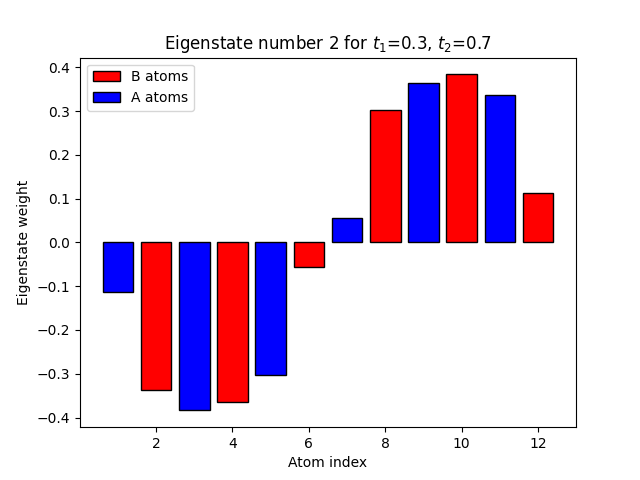 Eigenstate number 2 for t₁=0.3, t₂=0.7
B atoms
A atoms
Eigenstate weight
0.4
0.3
0.2
0.1
0.0
−0.1
−0.2
−0.3
−0.4
2 4 6 8 10 12
Atom index